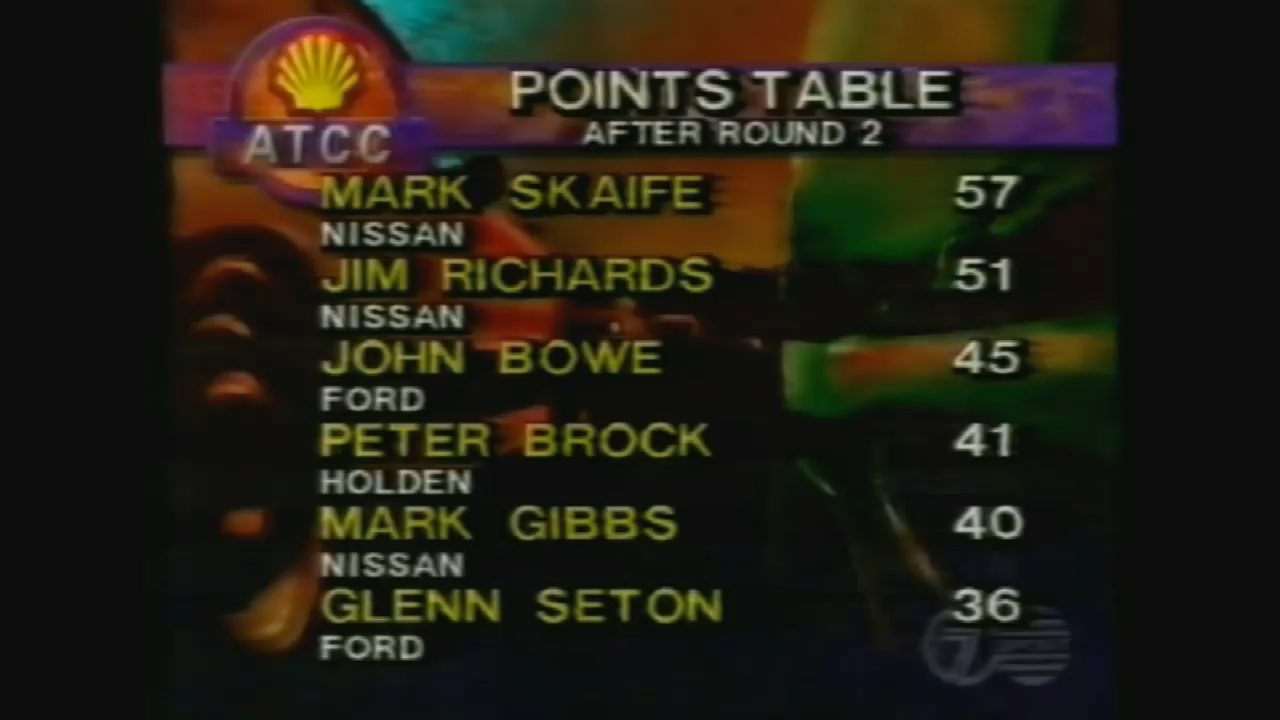 POINTS TABLE
AFTER ROUND 2
ATCC
MARK SKAIFE 57
NISSAN
JIM RICHARDS 51
NISSAN
JOHN BOWE 45
FORD
PETER BROCK 41
HOLDEN
MARK GIBBS 40
NISSAN
GLENN SETON 36
FORD
7